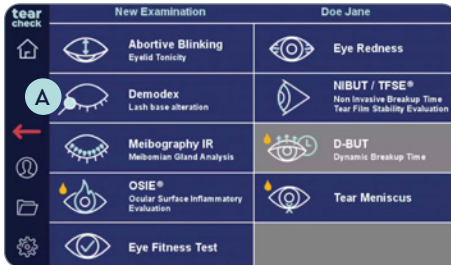 tear
check
New Examination
Doe Jane
Abortive Blinking
Eyelid Tonicity
Eye Redness
A
Demodex
Lash base alteration
NIBUT / TFSE®
Non Invasive Breakup Time
Tear Film Stability Evaluation
Meibography IR
Meibomian Gland Analysis
D-BUT
Dynamic Breakup Time
OSIE®
Ocular Surface Inflammatory
Evaluation
Tear Meniscus
Eye Fitness Test